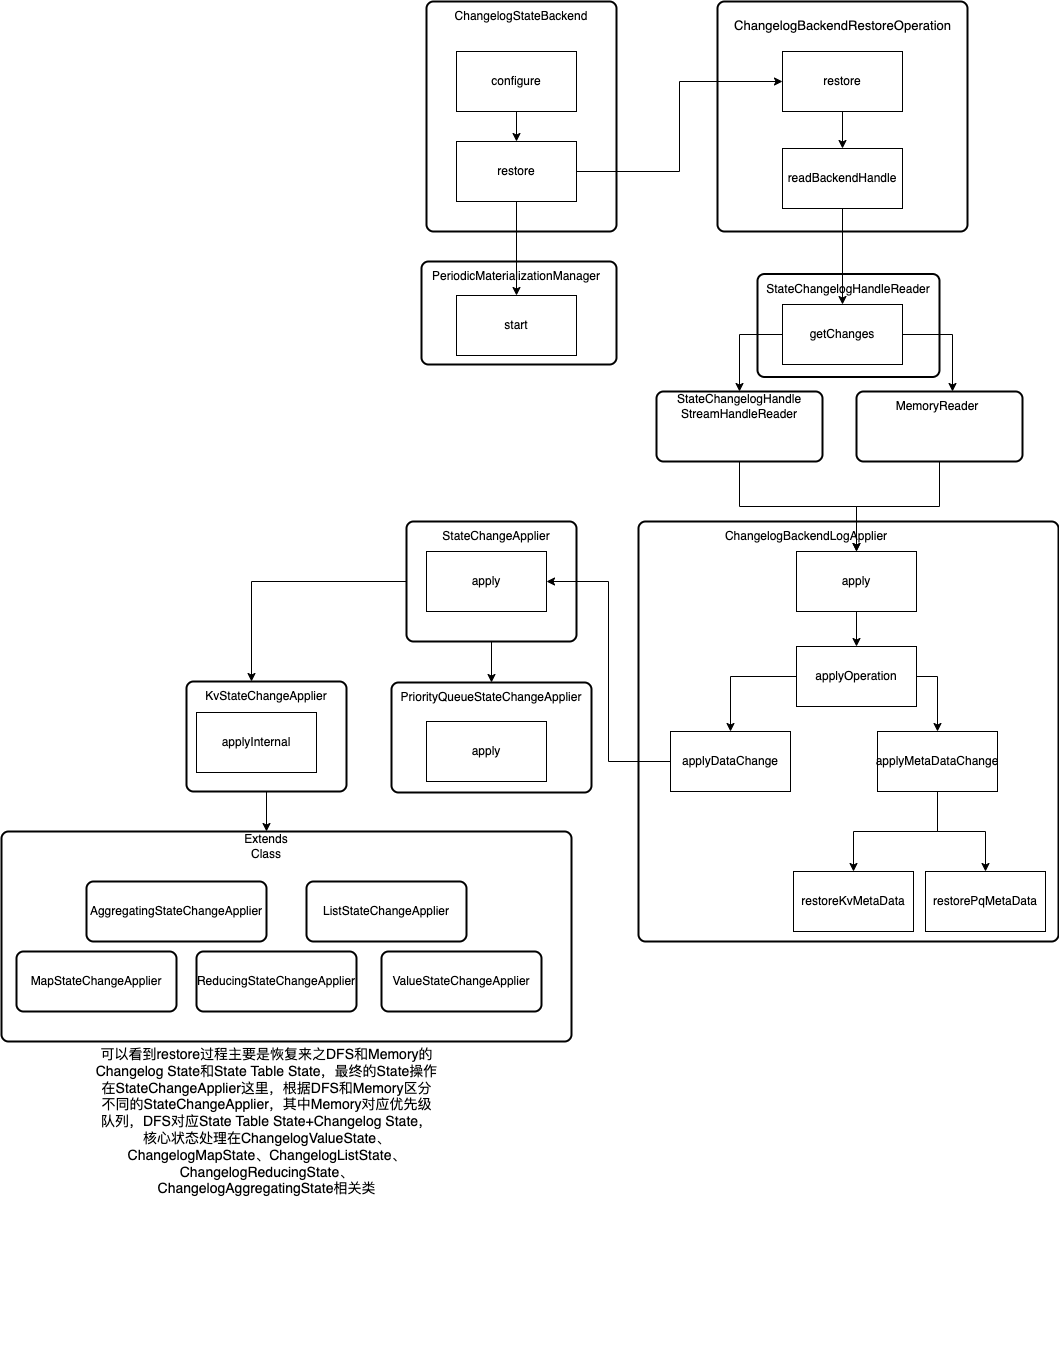 ChangelogStateBackend
configure
restore
ChangelogBackendRestoreOperation
restore
readBackendHandle
PeriodicMaterializationManager
start
StateChangelogHandleReader
getChanges
StateChangelogHandle
StreamHandleReader
MemoryReader
StateChangeApplier
apply
ChangelogBackendLogApplier
apply
applyOperation
applyDataChange
applyMetaDataChange
restoreKvMetaData
restorePqMetaData
KvStateChangeApplier
applyInternal
PriorityQueueStateChangeApplier
apply
Extends
Class
AggregatingStateChangeApplier
ListStateChangeApplier
MapStateChangeApplier
ReducingStateChangeApplier
ValueStateChangeApplier
可以看到restore过程主要是恢复来之DFS和Memory的
Changelog State和State Table State，最终的State操作
在StateChangeApplier这里，根据DFS和Memory区分
不同的StateChangeApplier，其中Memory对应优先级
队列，DFS对应State Table State+Changelog State，
核心状态处理在ChangelogValueState、
ChangelogMapState、ChangelogListState、
ChangelogReducingState、
ChangelogAggregatingState相关类